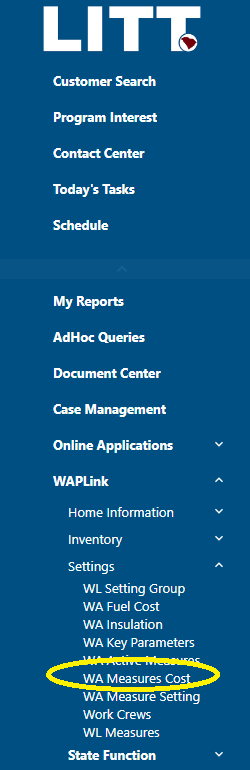 LITT
Customer Search
Program Interest
Contact Center
Today's Tasks
Schedule
My Reports
AdHoc Queries
Document Center
Case Management
Online Applications
WAPLink
Home Information
Inventory
Settings
WL Setting Group
WA Fuel Cost
WA Insulation
WA Key Parameters
WA Active Measures
WA Measures Cost
WA Measure Setting
Work Crews
WL Measures
State Function